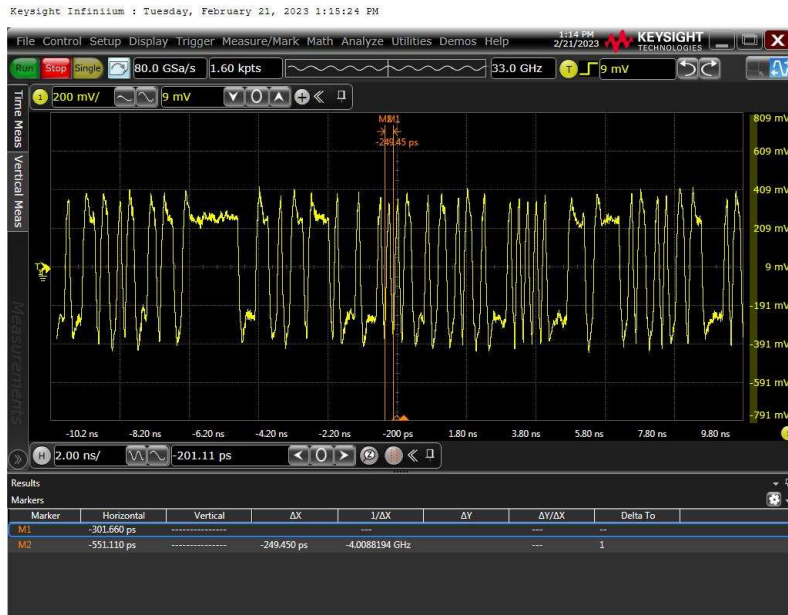 Keysight Infiniium : Tuesday, February 21, 2023 1:15:24 PM
File Control Setup Display Trigger Measure/Mark Math Analyze Utilities Demos Help
1:14 PM
2/21/2023
KEYSIGHT
TECHNOLOGIES
X
Run Stop Single 80.0 GSa/s 1.60 kpts 33.0 GHz T 9 mV
1 200 mV/ 9 mV 0 + «
Time Meas
Vertical Meas
Measurements
M1
-249.45 ps
809 mV
609 mV
409 mV
209 mV
9 mV
-191 mV
-391 mV
-591 mV
-791 mV
T
-10.2 ns -8.20 ns -6.20 ns -4.20 ns -2.20 ns -200 ps 1.80 ns 3.80 ns 5.80 ns 7.80 ns 9.80 ns
H 2.00 ns/ -201.11 ps 0 «
Results
Markers
Marker Horizontal Vertical ΔX 1/ΔX ΔY ΔY/ΔX Delta To
M1 -301.660 ps --------------- --- --- --
M2 -551.110 ps --------------- -249.450 ps -4.0088194 GHz --- 1